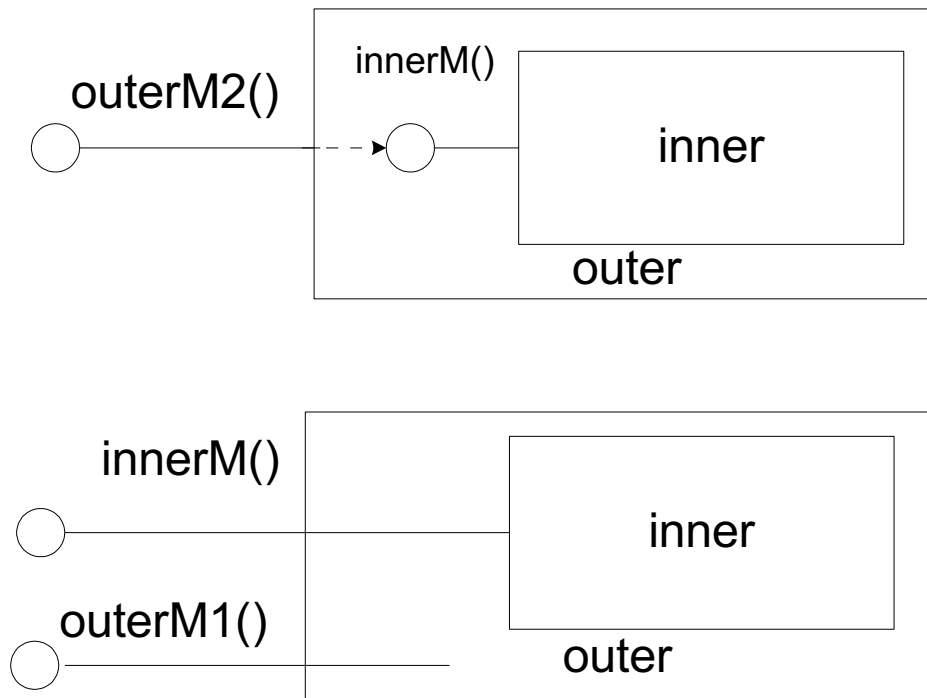 innerM()
outerM2()
inner
outer
innerM()
inner
outerM1()
outer